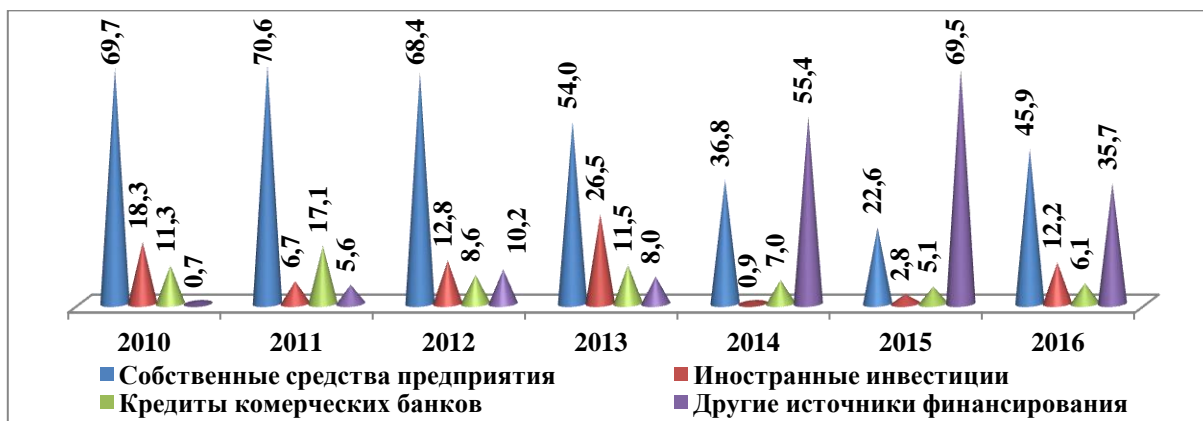 69,7 18,3 11,3 0,7 70,6 6,7 17,1 5,6 68,4 12,8 8,6 10,2 54,0 26,5 11,5 8,0 36,8 0,9 7,0 55,4 22,6 2,8 5,1 69,5 45,9 12,2 6,1 35,7
2010 2011 2012 2013 2014 2015 2016
Собственные средства предприятия Иностранные инвестиции
Кредиты комерческих банков Другие источники финансирования